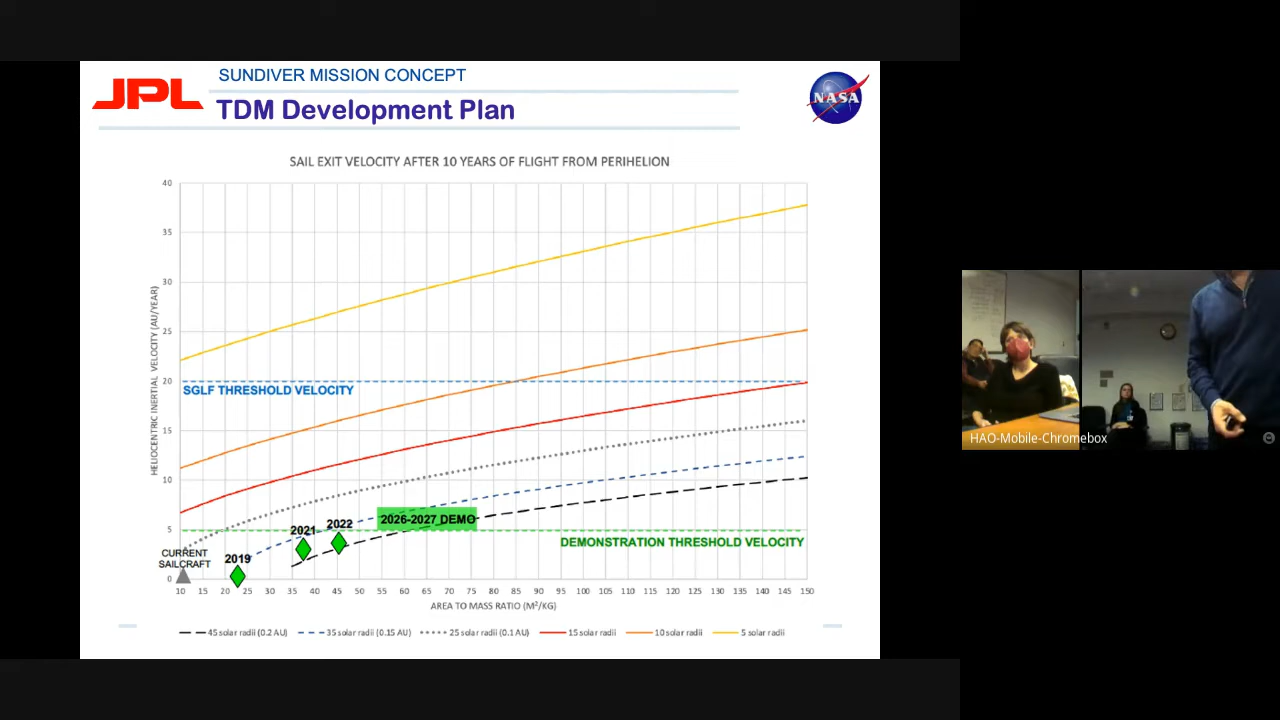 JPL
SUNDIVER MISSION CONCEPT
TDM Development Plan
NASA
SAIL EXIT VELOCITY AFTER 10 YEARS OF FLIGHT FROM PERIHELION
HELIOCENTRIC INERTIAL VELOCITY (AU/YEAR)
40
35
30
25
20
15
10
5
0
SGLF THRESHOLD VELOCITY
2021
2022
2026-2027 DEMO
DEMONSTRATION THRESHOLD VELOCITY
CURRENT
SAILCRAFT
2019
10 15 20 25 30 35 40 45 50 55 60 65 70 75 80 85 90 95 100 105 110 115 120 125 130 135 140 145 150
AREA TO MASS RATIO (M²/KG)
45 solar radii (0.2 AU) 35 solar radii (0.15 AU) 25 solar radii (0.1 AU) 15 solar radii 10 solar radii 5 solar radii
HAO-Mobile-Chromebox